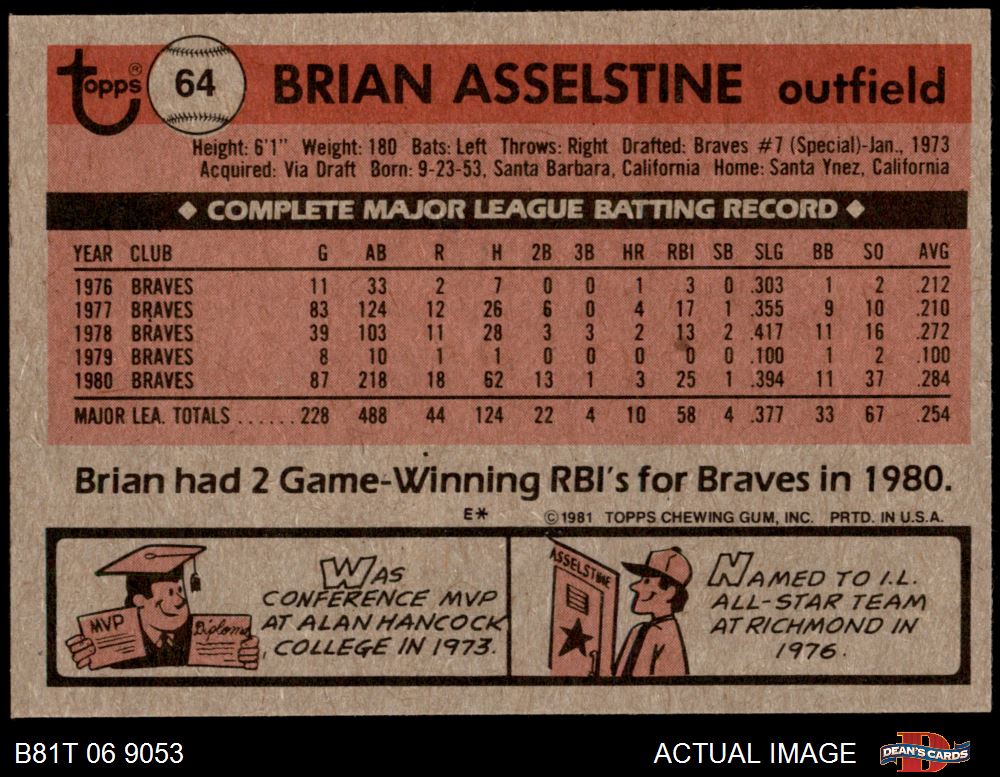 Topps® 64 BRIAN ASSELSTINE outfield
Height: 6'1" Weight: 180 Bats: Left Throws: Right Drafted: Braves #7 (Special)-Jan., 1973
Acquired: Via Draft Born: 9-23-53, Santa Barbara, California Home: Santa Ynez, California
◆ COMPLETE MAJOR LEAGUE BATTING RECORD ◆
YEAR CLUB G AB R H 2B 3B HR RBI SB SLG BB SO AVG
1976 BRAVES 11 33 2 7 0 0 1 3 0 .303 1 2 .212
1977 BRAVES 83 124 12 26 6 0 4 17 1 .355 9 10 .210
1978 BRAVES 39 103 11 28 3 3 2 13 2 .417 11 16 .272
1979 BRAVES 8 10 1 1 0 0 0 0 0 .100 1 2 .100
1980 BRAVES 87 218 18 62 13 1 3 25 1 .394 11 37 .284
MAJOR LEA. TOTALS ...... 228 488 44 124 22 4 10 58 4 .377 33 67 .254
Brian had 2 Game-Winning RBI's for Braves in 1980.
E* ©1981 TOPPS CHEWING GUM, INC. PRTD. IN U.S.A.
MVP
Diploma
WAS
CONFERENCE MVP
AT ALAN HANCOCK
COLLEGE IN 1973.
ASSELSTINE
NAMED TO I.L.
ALL-STAR TEAM
AT RICHMOND IN
1976.
B81T 06 9053 ACTUAL IMAGE DEAN'S CARDS